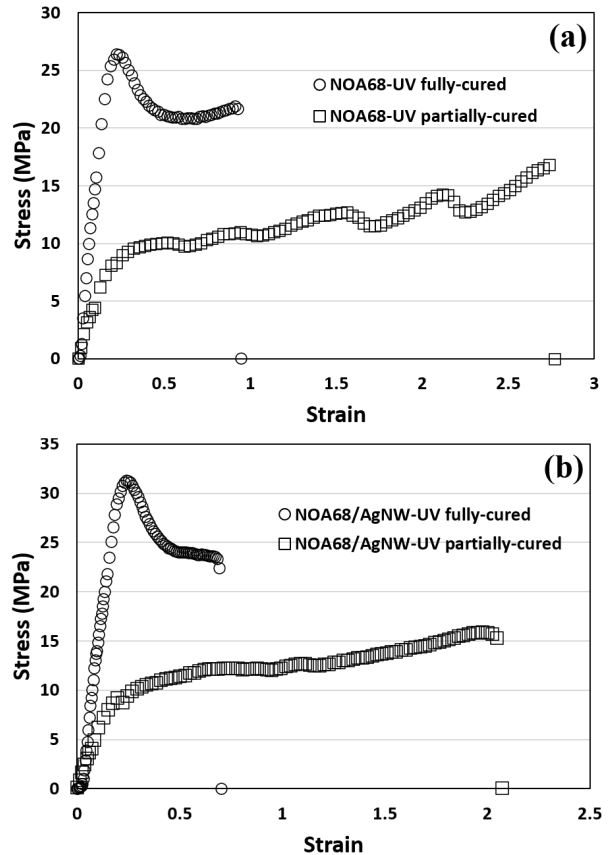 (a)
30
25
20
15
10
5
0
Stress (MPa)
NOA68-UV fully-cured
NOA68-UV partially-cured
0 0.5 1 1.5 2 2.5 3
Strain
(b)
35
30
25
20
15
10
5
0
Stress (MPa)
NOA68/AgNW-UV fully-cured
NOA68/AgNW-UV partially-cured
0 0.5 1 1.5 2 2.5
Strain